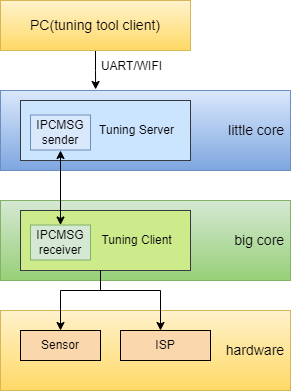 PC(tuning tool client)
UART/WIFI
IPCMSG
sender
Tuning Server
little core
IPCMSG
receiver
Tuning Client
big core
Sensor
ISP
hardware